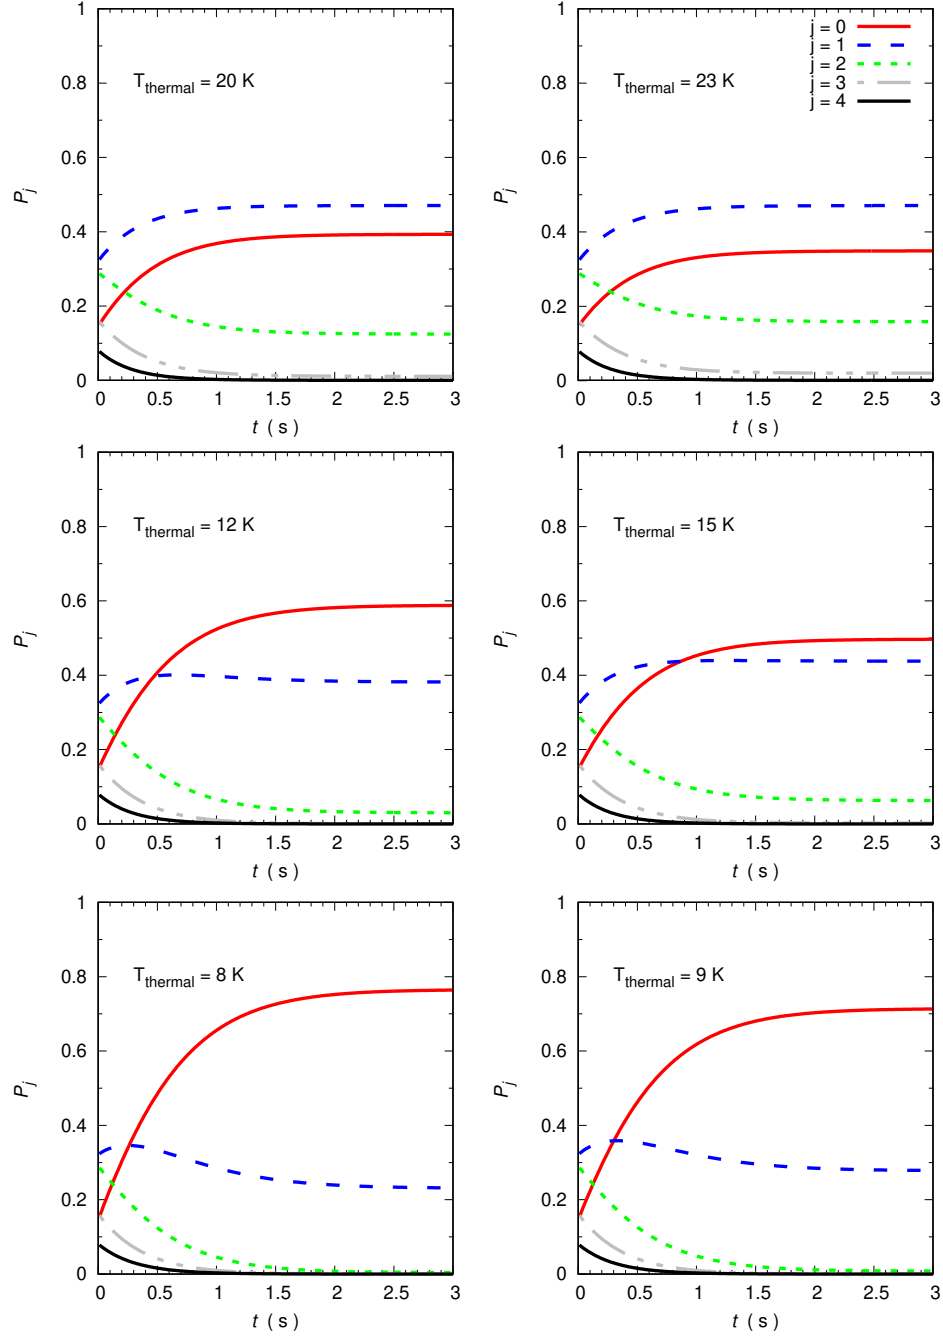 1
0.8
0.6
0.4
0.2
0
P_j
T_thermal = 20 K
0 0.5 1 1.5 2 2.5 3
t ( s )
1
0.8
0.6
0.4
0.2
0
P_j
T_thermal = 23 K
j = 0
j = 1
j = 2
j = 3
j = 4
0 0.5 1 1.5 2 2.5 3
t ( s )
1
0.8
0.6
0.4
0.2
0
P_j
T_thermal = 12 K
0 0.5 1 1.5 2 2.5 3
t ( s )
1
0.8
0.6
0.4
0.2
0
P_j
T_thermal = 15 K
0 0.5 1 1.5 2 2.5 3
t ( s )
1
0.8
0.6
0.4
0.2
0
P_j
T_thermal = 8 K
0 0.5 1 1.5 2 2.5 3
t ( s )
1
0.8
0.6
0.4
0.2
0
P_j
T_thermal = 9 K
0 0.5 1 1.5 2 2.5 3
t ( s )